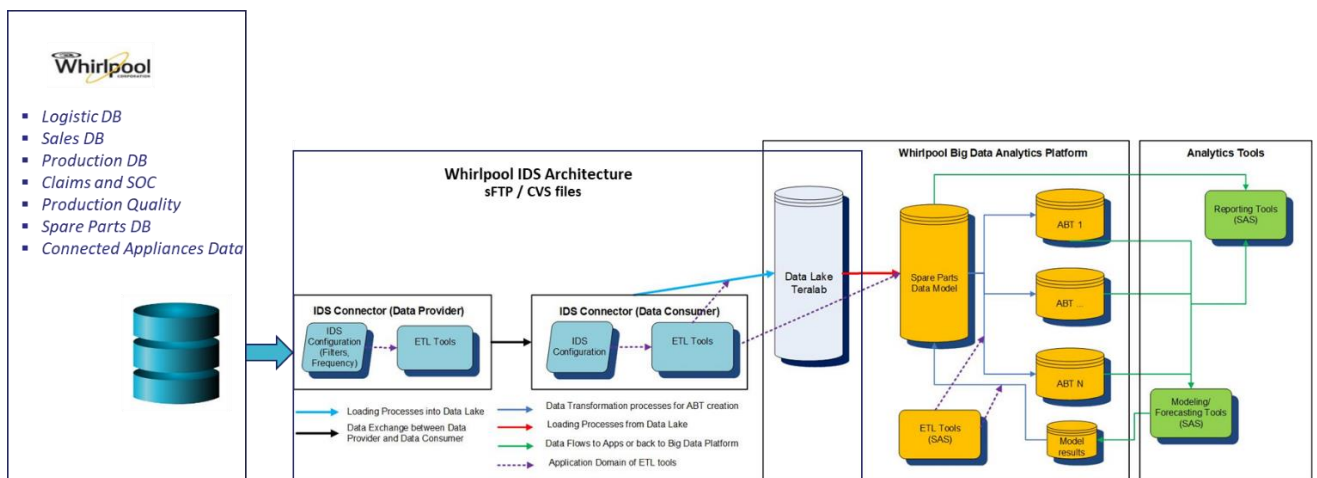 Whirlpool
CORPORATION
▪ Logistic DB
▪ Sales DB
▪ Production DB
▪ Claims and SOC
▪ Production Quality
▪ Spare Parts DB
▪ Connected Appliances Data
Whirlpool IDS Architecture
sFTP / CVS files
IDS Connector (Data Provider)
IDS
Configuration
(Filters,
Frequency)
ETL Tools
IDS Connector (Data Consumer)
IDS
Configuration
ETL Tools
Data Lake
Teralab
Loading Processes into Data Lake
Data Exchange between Data
Provider and Data Consumer
Data Transformation processes for ABT creation
Loading Processes from Data Lake
Data Flows to Apps or back to Big Data Platform
Application Domain of ETL tools
Whirlpool Big Data Analytics Platform
Spare Parts
Data Model
ABT 1
ABT ...
ABT N
ETL Tools
(SAS)
Model
results
Analytics Tools
Reporting Tools
(SAS)
Modeling/
Forecasting Tools
(SAS)